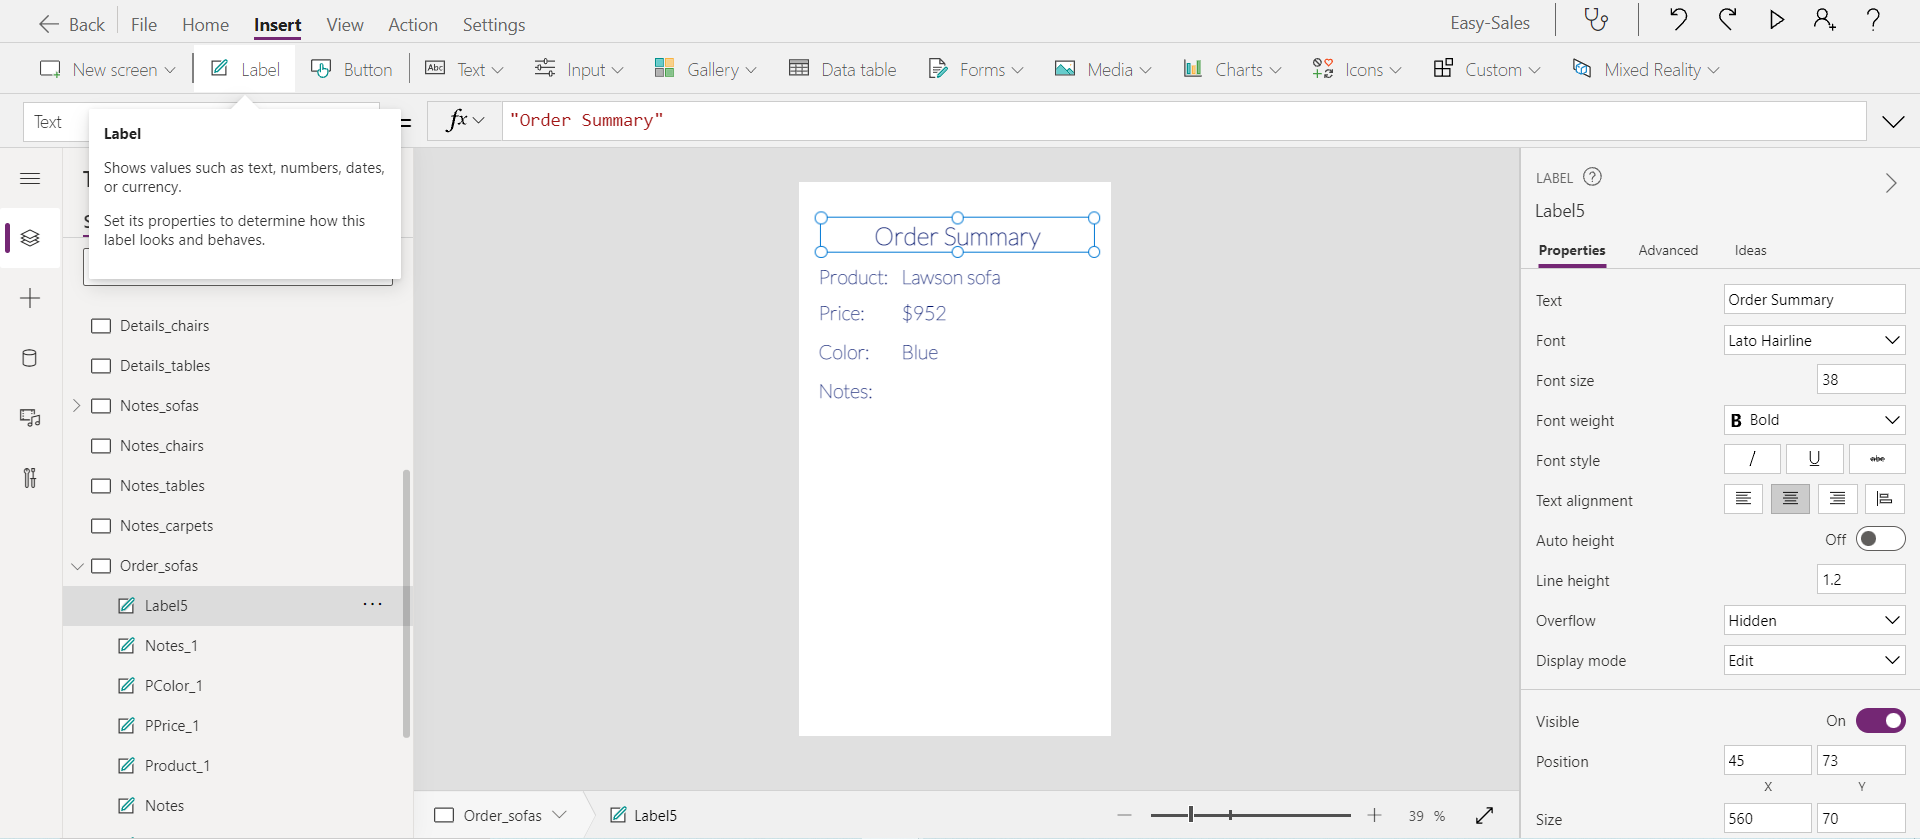 Back File Home Insert View Action Settings Easy-Sales
New screen Label Button Abc Text Input Gallery Data table Forms Media Charts Icons Custom Mixed Reality
Text = fx "Order Summary"
Label
Shows values such as text, numbers, dates,
or currency.
Set its properties to determine how this
label looks and behaves.
Details_chairs
Details_tables
Notes_sofas
Notes_chairs
Notes_tables
Notes_carpets
Order_sofas
Label5 ...
Notes_1
PColor_1
PPrice_1
Product_1
Notes
Order Summary
Product: Lawson sofa
Price: $952
Color: Blue
Notes:
Order_sofas Label5 39 %
LABEL ?
Label5
Properties Advanced Ideas
Text Order Summary
Font Lato Hairline
Font size 38
Font weight B Bold
Font style / U abc
Text alignment
Auto height Off
Line height 1.2
Overflow Hidden
Display mode Edit
Visible On
Position 45 73
X Y
Size 560 70